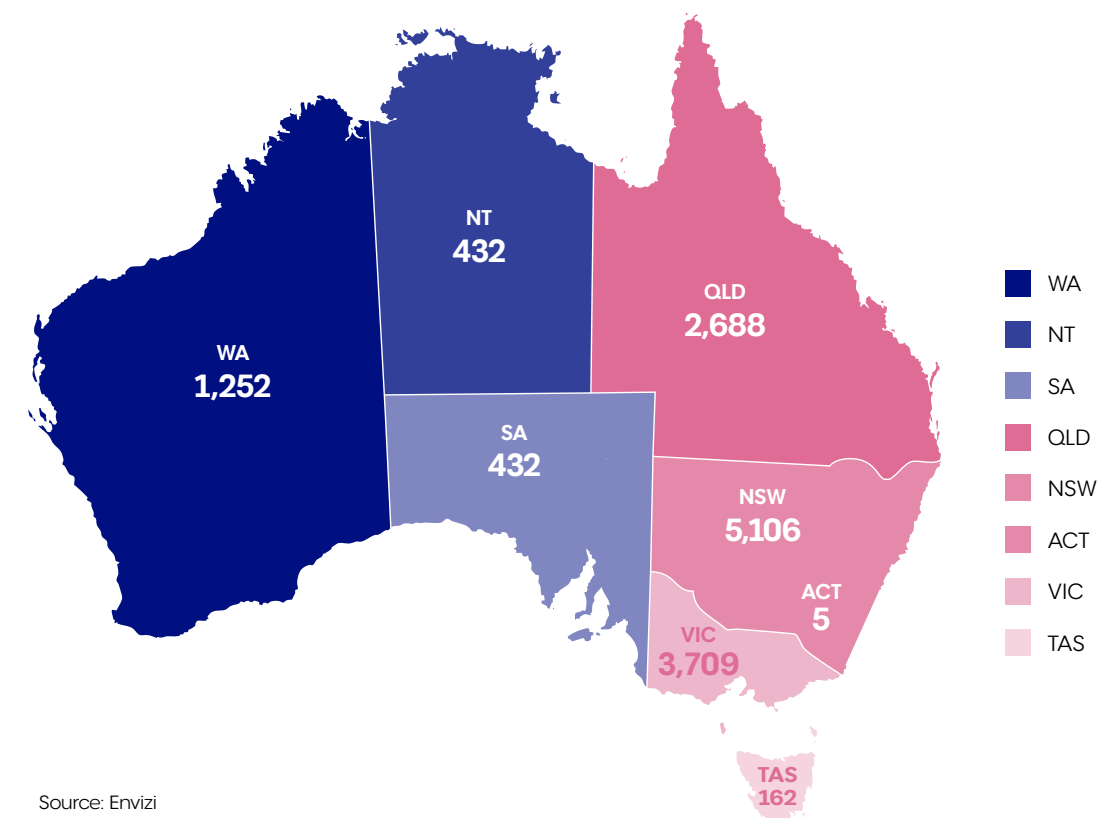 NT
432
QLD
2,688
WA
1,252
SA
432
NSW
5,106
ACT
5
VIC
3,709
TAS
162
WA
NT
SA
QLD
NSW
ACT
VIC
TAS
Source: Envizi